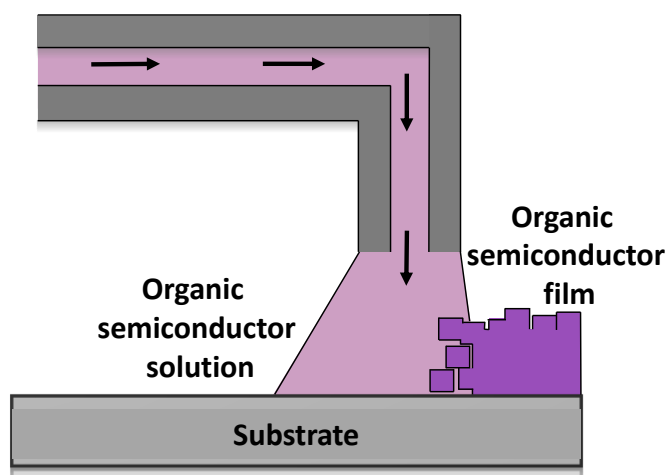 Organic
semiconductor
film
Organic
semiconductor
solution
Substrate